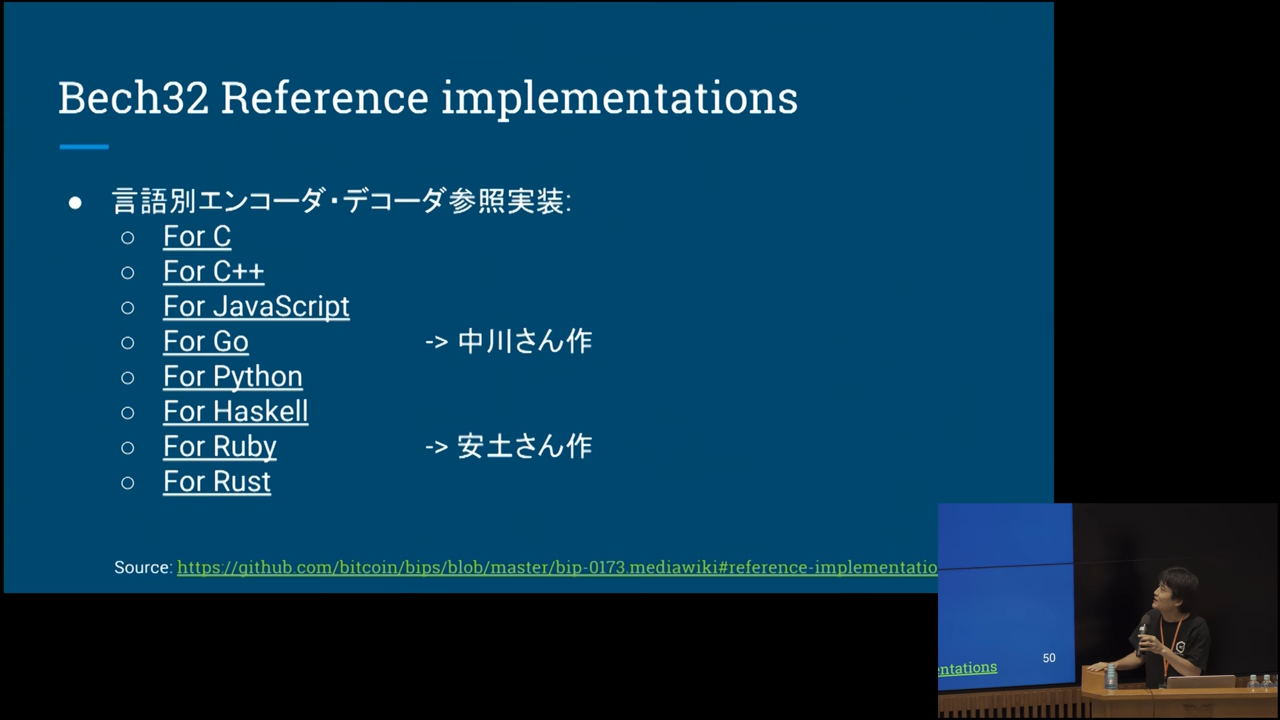 Bech32 Reference implementations
● 言語別エンコーダ・デコーダ参照実装:
○ For C
○ For C++
○ For JavaScript
○ For Go -> 中川さん作
○ For Python
○ For Haskell
○ For Ruby -> 安土さん作
○ For Rust
Source: https://github.com/bitcoin/bips/blob/master/bip-0173.mediawiki#reference-implementatio
entations
50